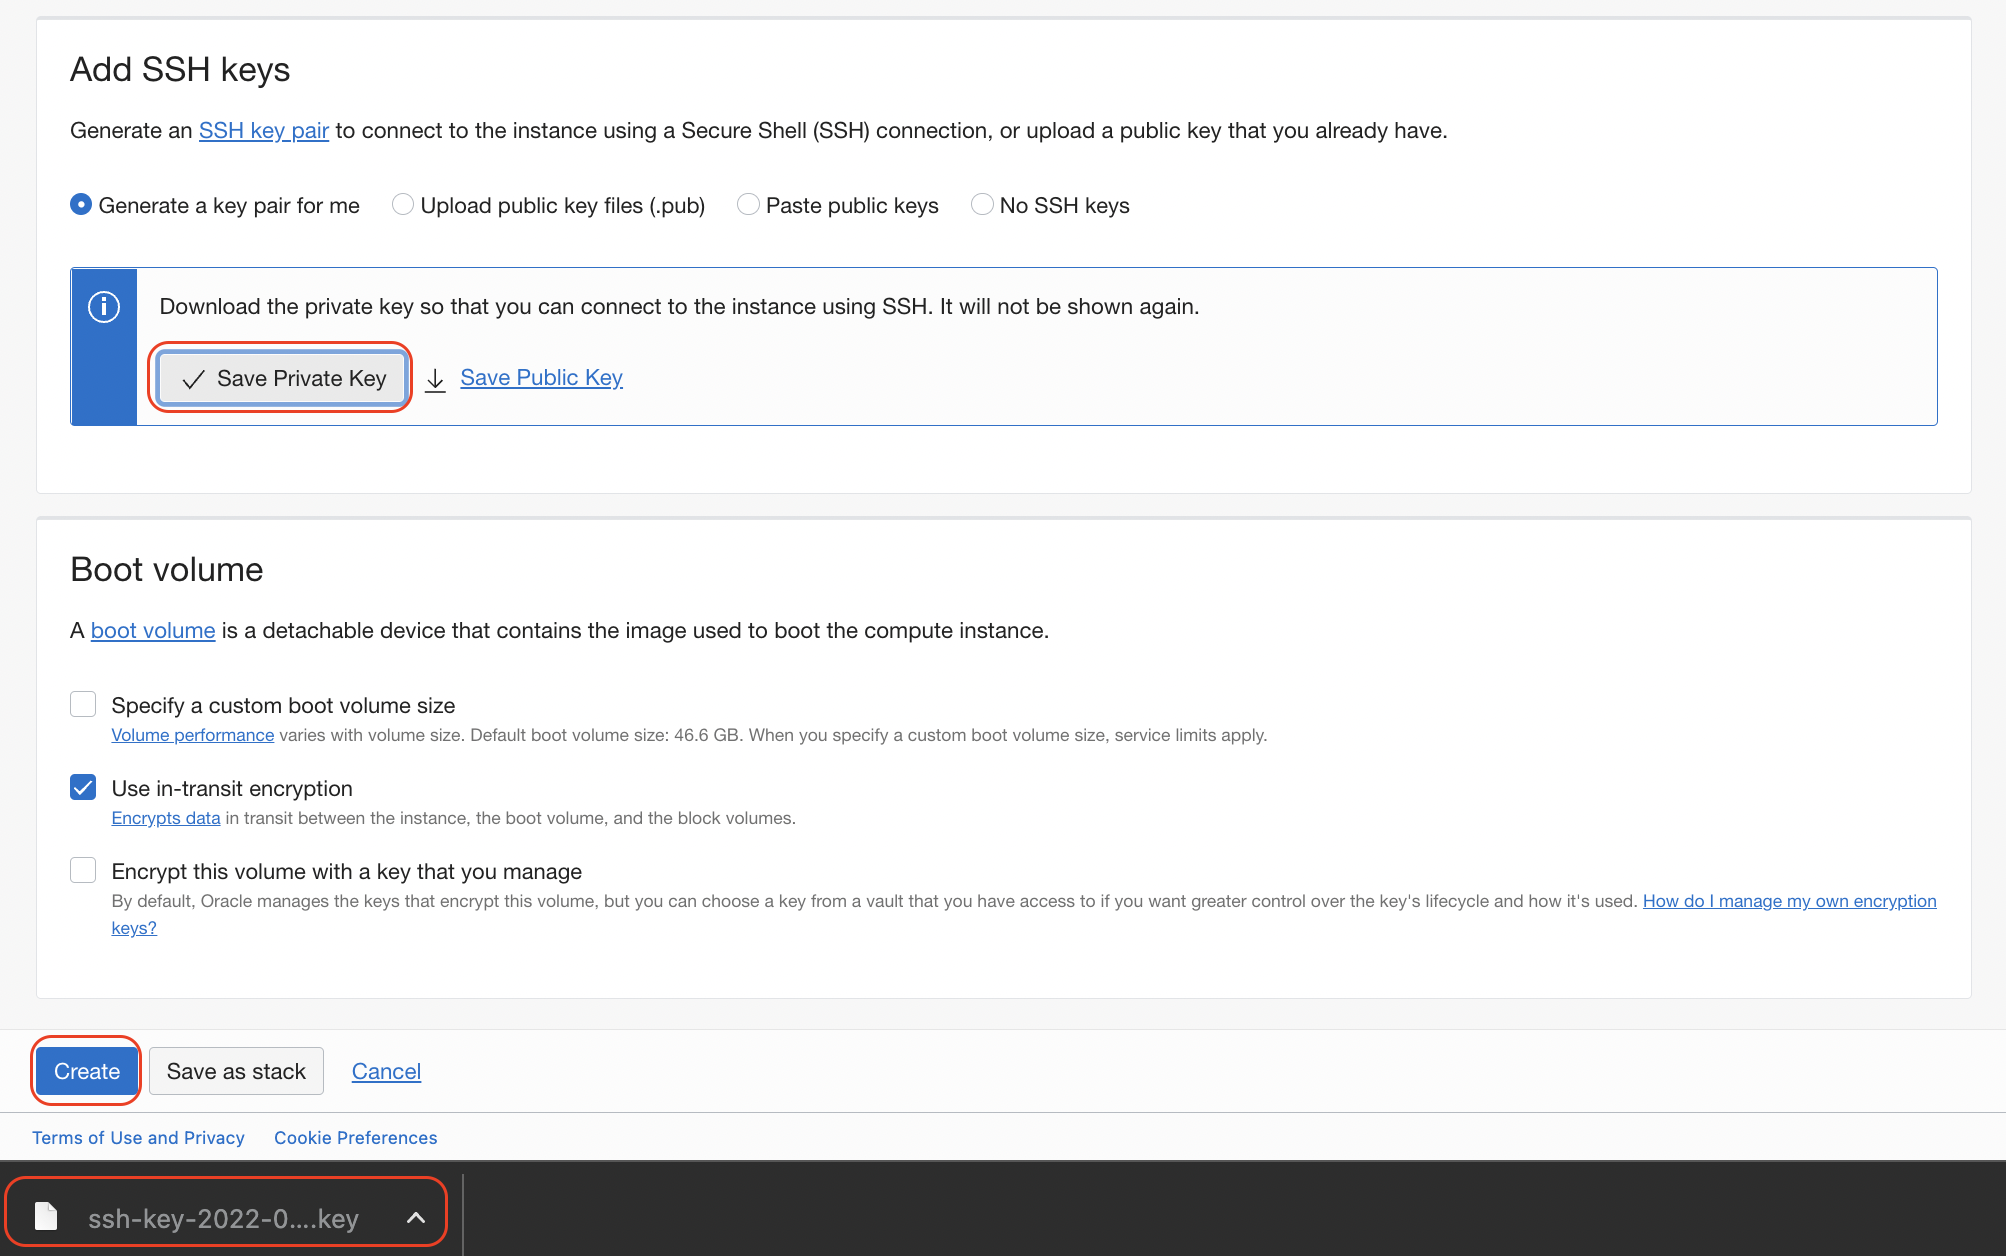 Add SSH keys
Generate an SSH key pair to connect to the instance using a Secure Shell (SSH) connection, or upload a public key that you already have.
Generate a key pair for me Upload public key files (.pub) Paste public keys No SSH keys
Download the private key so that you can connect to the instance using SSH. It will not be shown again.
Save Private Key Save Public Key
Boot volume
A boot volume is a detachable device that contains the image used to boot the compute instance.
Specify a custom boot volume size
Volume performance varies with volume size. Default boot volume size: 46.6 GB. When you specify a custom boot volume size, service limits apply.
Use in-transit encryption
Encrypts data in transit between the instance, the boot volume, and the block volumes.
Encrypt this volume with a key that you manage
By default, Oracle manages the keys that encrypt this volume, but you can choose a key from a vault that you have access to if you want greater control over the key's lifecycle and how it's used. How do I manage my own encryption
keys?
Create Save as stack Cancel
Terms of Use and Privacy Cookie Preferences
ssh-key-2022-0....key